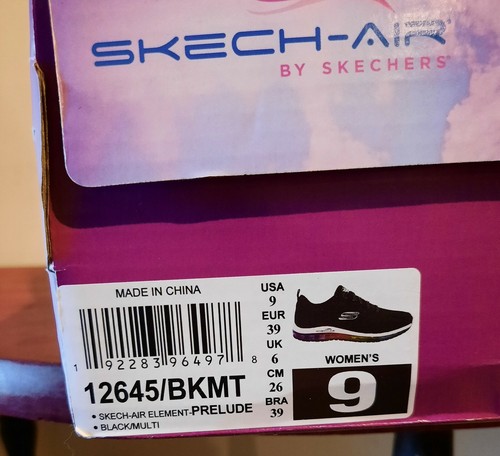 SKECH-AIR
BY SKECHERS
MADE IN CHINA
1 92283 96497 8
12645/BKMT
• SKECH-AIR ELEMENT-PRELUDE
• BLACK/MULTI
USA
9
EUR
39
UK
6
CM
26
BRA
39
WOMEN'S
9